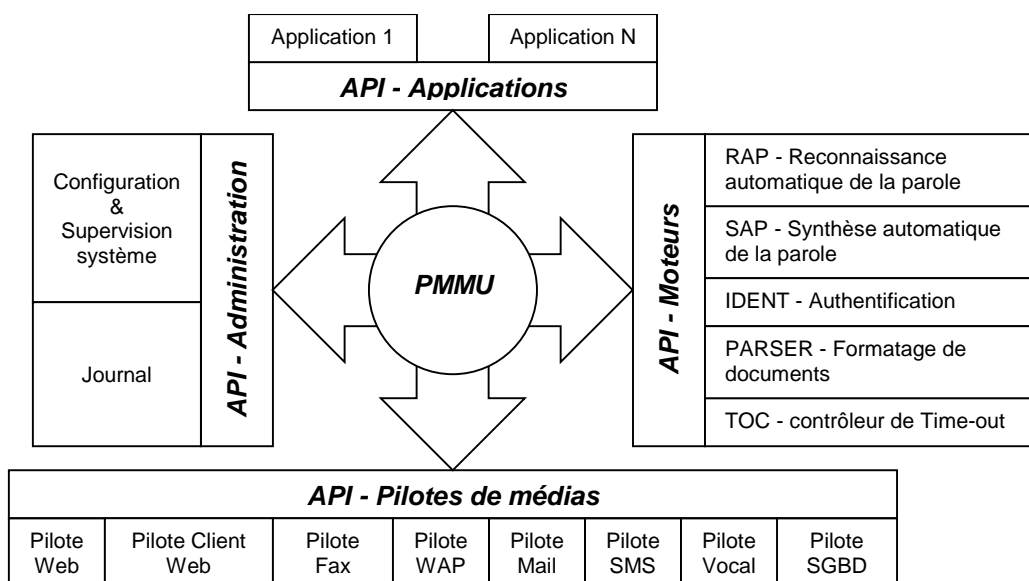 Application 1
Application N
API - Applications
Configuration
&
Supervision
système
Journal
API - Administration
PMMU
API - Moteurs
RAP - Reconnaissance
automatique de la parole
SAP - Synthèse automatique
de la parole
IDENT - Authentification
PARSER - Formatage de
documents
TOC - contrôleur de Time-out
API - Pilotes de médias
Pilote
Web
Pilote Client
Web
Pilote
Fax
Pilote
WAP
Pilote
Mail
Pilote
SMS
Pilote
Vocal
Pilote
SGBD